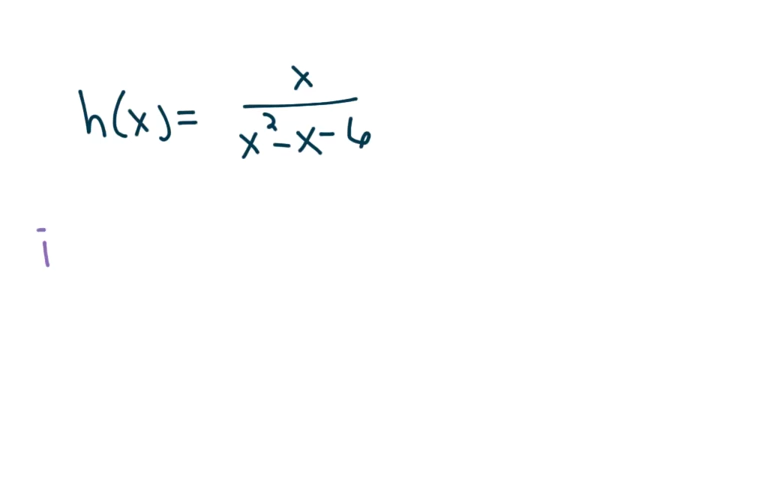 h(x)= x / x²-x-6